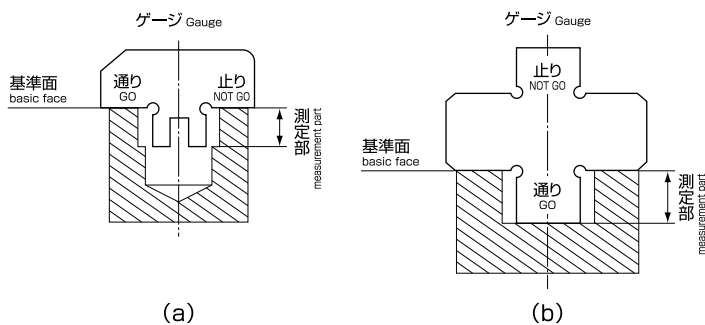 ゲージ Gauge
通り
GO
止り
NOT GO
基準面
basic face
測定部
measurement part
(a)
ゲージ Gauge
止り
NOT GO
基準面
basic face
通り
GO
測定部
measurement part
(b)